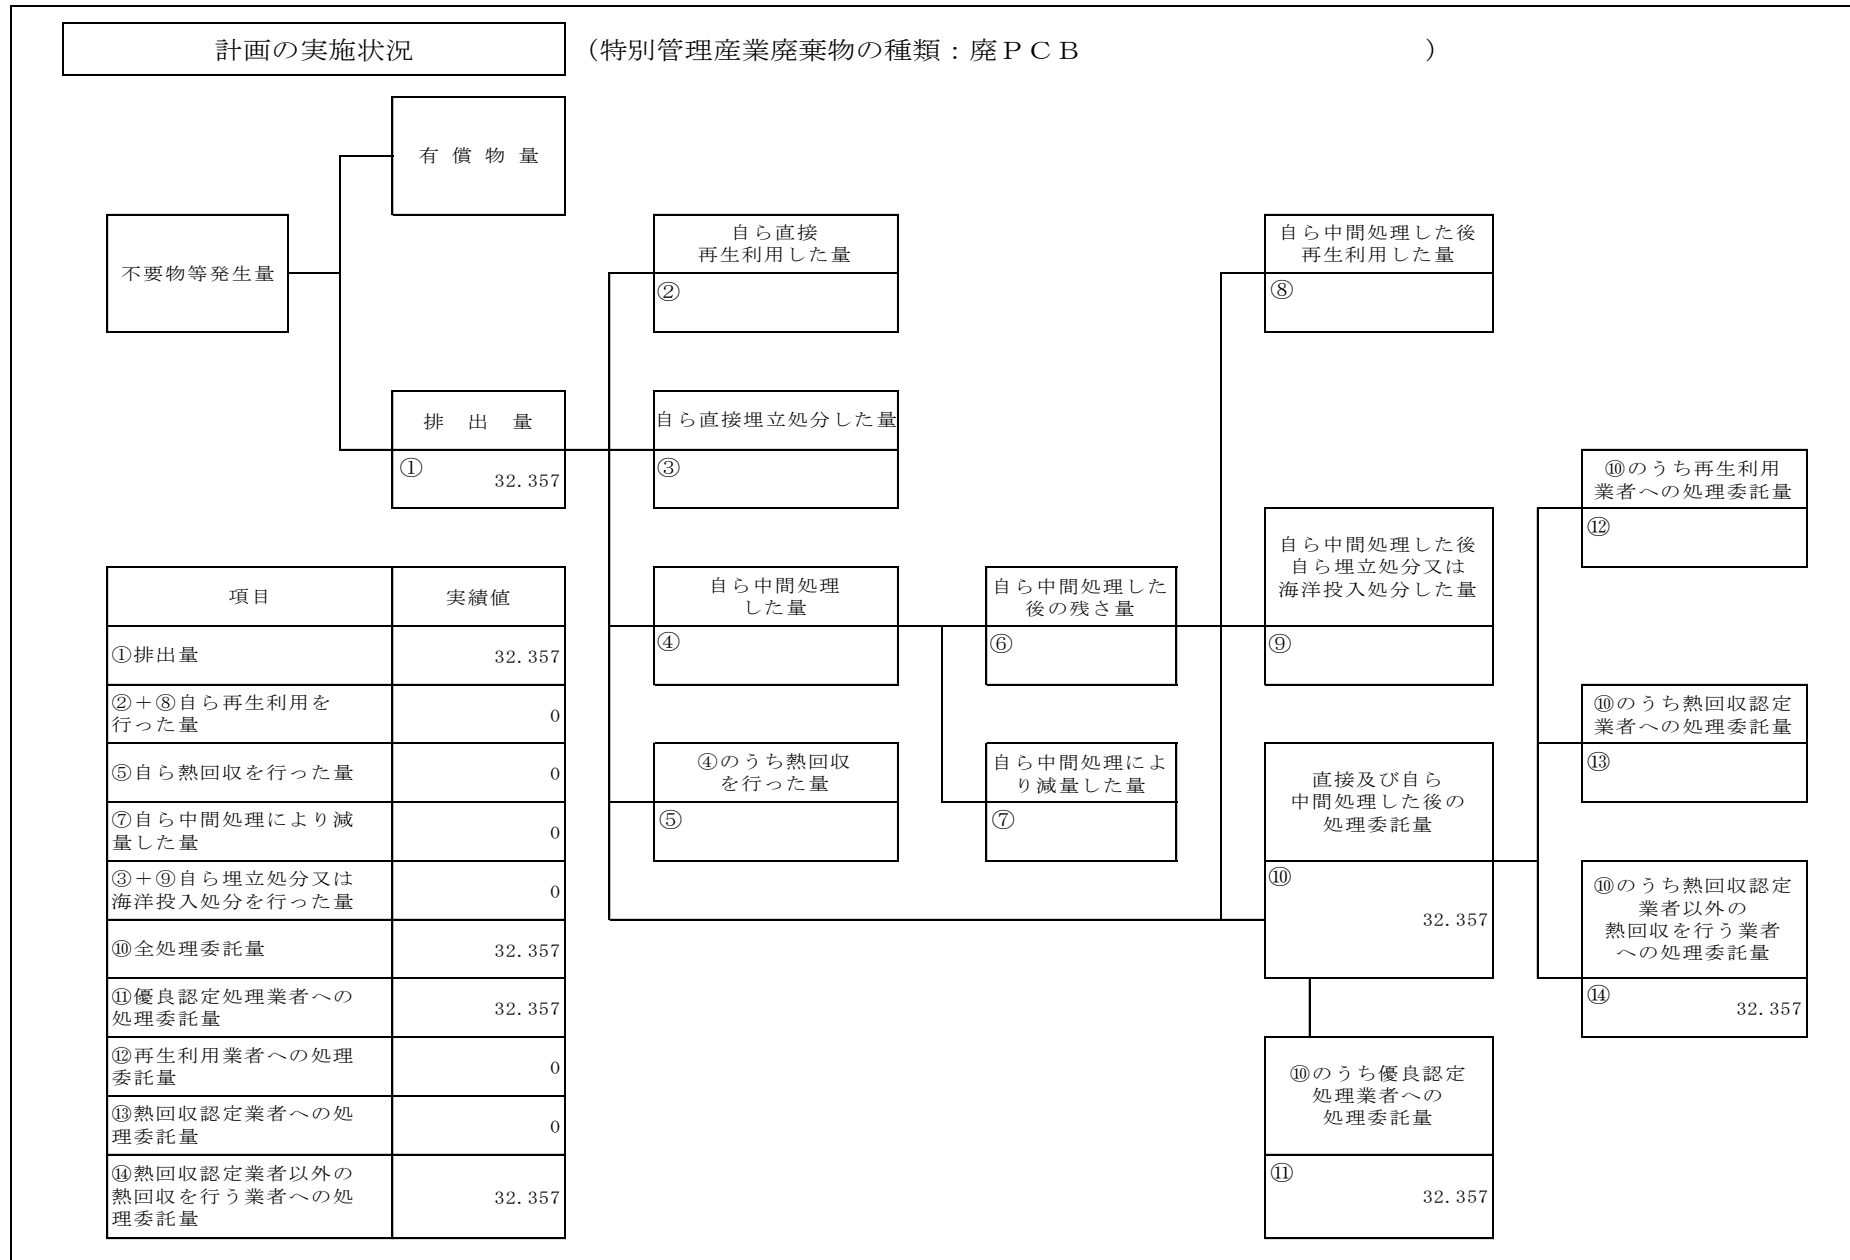 計画の実施状況
（特別管理産業廃棄物の種類：廃ＰＣＢ　　　　　　　　　　　　　　）
有 償 物 量
不要物等発生量
自ら直接
再生利用した量
②
自ら中間処理した後
再生利用した量
⑧
排 出 量
①
32.357
自ら直接埋立処分した量
③
⑩のうち再生利用
業者への処理委託量
⑫
自ら中間処理した後
自ら埋立処分又は
海洋投入処分した量
⑨
自ら中間処理
した量
④
自ら中間処理した
後の残さ量
⑥
④のうち熱回収
を行った量
⑤
自ら中間処理によ
り減量した量
⑦
⑩のうち熱回収認定
業者への処理委託量
⑬
直接及び自ら
中間処理した後の
処理委託量
⑩
32.357
⑩のうち熱回収認定
業者以外の
熱回収を行う業者
への処理委託量
⑭
32.357
⑩のうち優良認定
処理業者への
処理委託量
⑪
32.357
項目 実績値
①排出量 32.357
②＋⑧自ら再生利用を
行った量 0
⑤自ら熱回収を行った量 0
⑦自ら中間処理により減
量した量 0
③＋⑨自ら埋立処分又は
海洋投入処分を行った量 0
⑩全処理委託量 32.357
⑪優良認定処理業者への
処理委託量 32.357
⑫再生利用業者への処理
委託量 0
⑬熱回収認定業者への処
理委託量 0
⑭熱回収認定業者以外の
熱回収を行う業者への処
理委託量 32.357